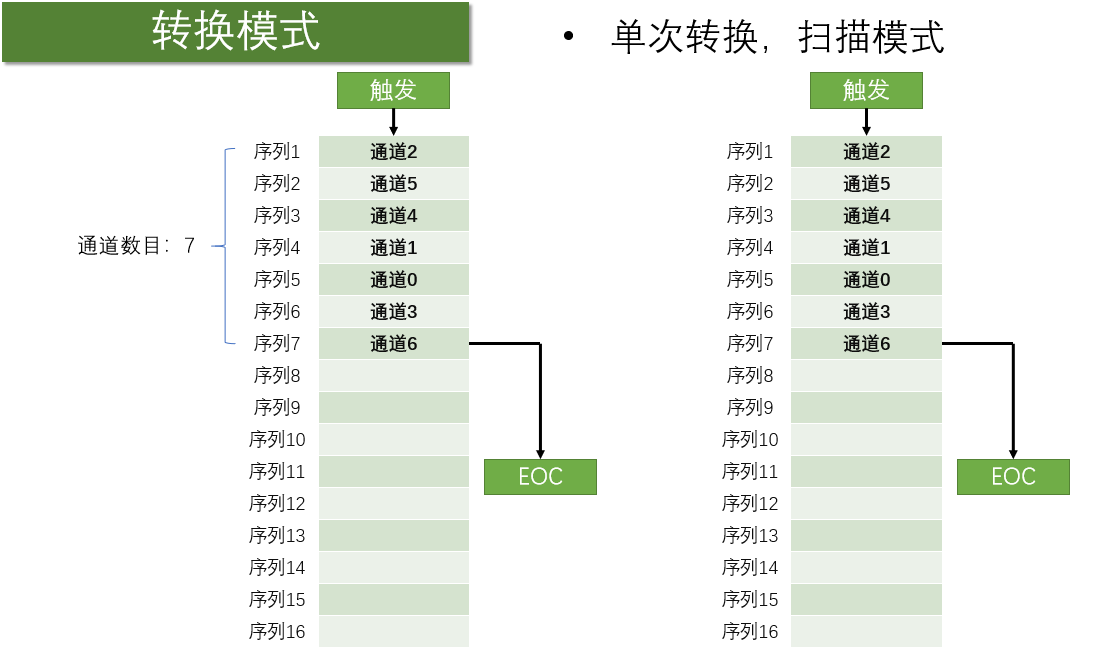 转换模式
• 单次转换，扫描模式
触发
序列1 通道2
序列2 通道5
序列3 通道4
序列4 通道1
序列5 通道0
序列6 通道3
序列7 通道6
序列8
序列9
序列10
序列11
序列12
序列13
序列14
序列15
序列16
通道数目：7
EOC
触发
序列1 通道2
序列2 通道5
序列3 通道4
序列4 通道1
序列5 通道0
序列6 通道3
序列7 通道6
序列8
序列9
序列10
序列11
序列12
序列13
序列14
序列15
序列16
EOC